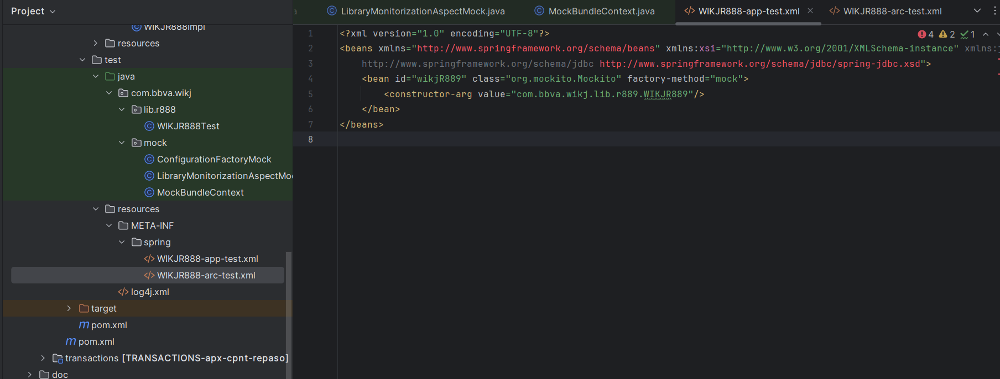 Project
WIKJR888Impl
resources
test
java
com.bbva.wikj
lib.r888
WIKJR888Test
mock
ConfigurationFactoryMock
LibraryMonitorizationAspectMo
MockBundleContext
resources
META-INF
spring
WIKJR888-app-test.xml
WIKJR888-arc-test.xml
log4j.xml
target
pom.xml
pom.xml
transactions [TRANSACTIONS-apx-cpnt-repaso]
doc
LibraryMonitorizationAspectMock.java MockBundleContext.java WIKJR888-app-test.xml WIKJR888-arc-test.xml
4 2 1
1 <?xml version="1.0" encoding="UTF-8"?>
2 <beans xmlns="http://www.springframework.org/schema/beans" xmlns:xsi="http://www.w3.org/2001/XMLSchema-instance" xmlns:
3 http://www.springframework.org/schema/jdbc http://www.springframework.org/schema/jdbc/spring-jdbc.xsd">
4 <bean id="wikjR889" class="org.mockito.Mockito" factory-method="mock">
5 <constructor-arg value="com.bbva.wikj.lib.r889.WIKJR889"/>
6 </bean>
7 </beans>
8